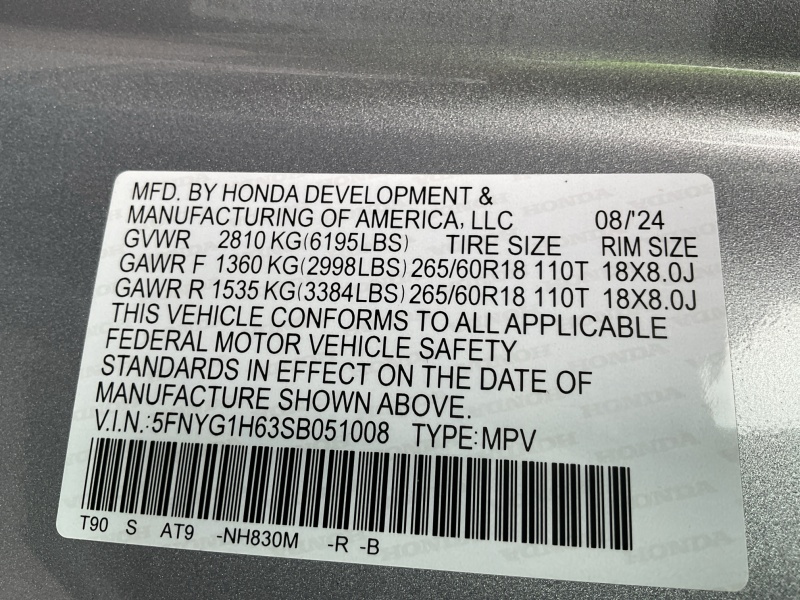 MFD. BY HONDA DEVELOPMENT &
MANUFACTURING OF AMERICA, LLC 08/'24
GVWR 2810 KG(6195LBS) TIRE SIZE RIM SIZE
GAWR F 1360 KG(2998LBS) 265/60R18 110T 18X8.0J
GAWR R 1535 KG(3384LBS) 265/60R18 110T 18X8.0J
THIS VEHICLE CONFORMS TO ALL APPLICABLE
FEDERAL MOTOR VEHICLE SAFETY
STANDARDS IN EFFECT ON THE DATE OF
MANUFACTURE SHOWN ABOVE.
V.I.N.:5FNYG1H63SB051008 TYPE:MPV
T90 S AT9 -NH830M -R -B